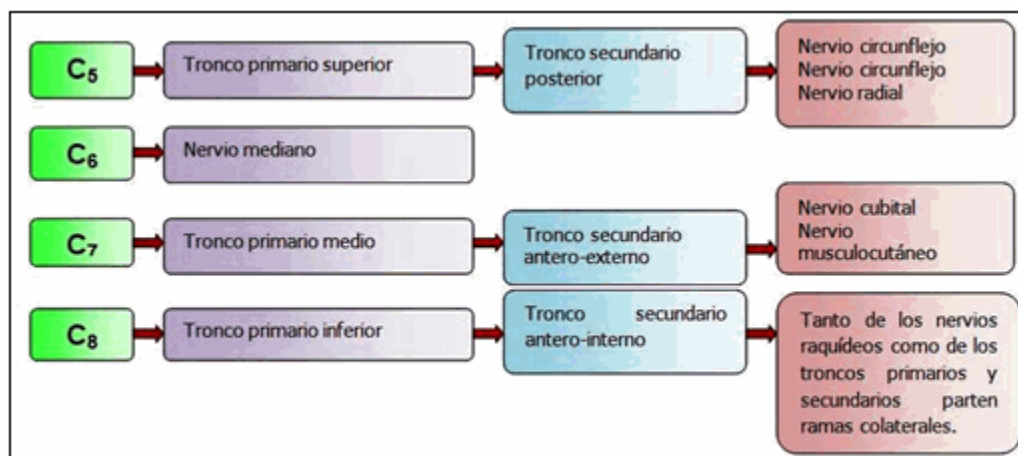 C₅
Tronco primario superior
Tronco secundario
posterior
Nervio circunflejo
Nervio circunflejo
Nervio radial
C₆
Nervio mediano
C₇
Tronco primario medio
Tronco secundario
antero-externo
Nervio cubital
Nervio
musculocutáneo
C₈
Tronco primario inferior
Tronco secundario
antero-interno
Tanto de los nervios
raquídeos como de los
troncos primarios y
secundarios parten
ramas colaterales.